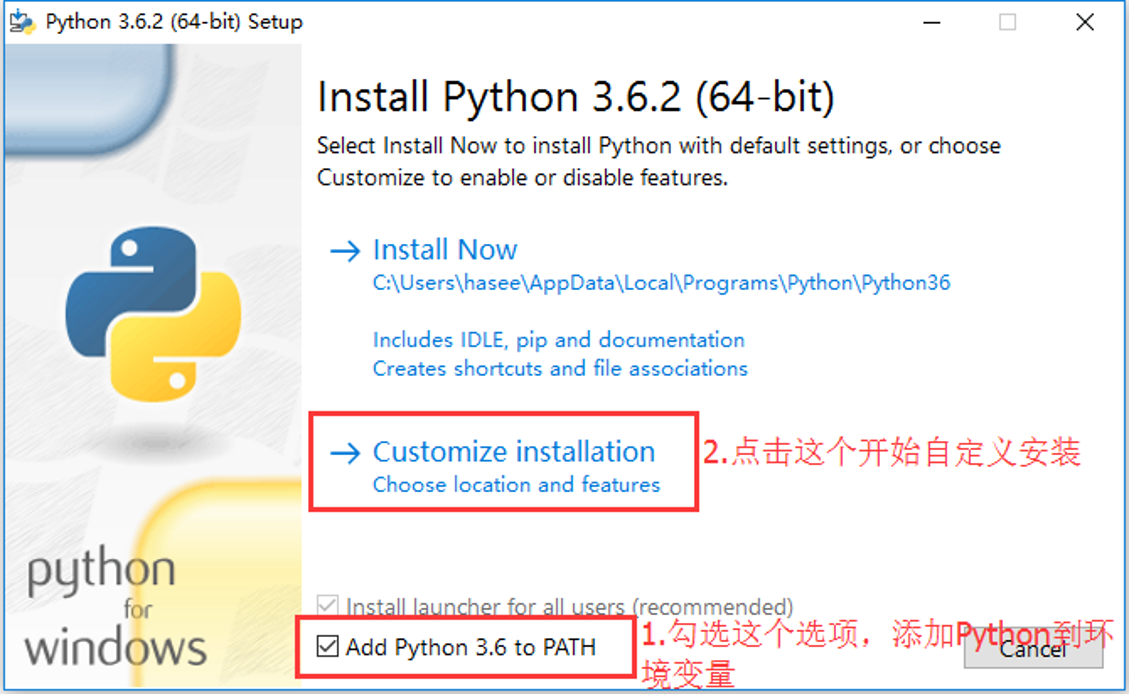 Python 3.6.2 (64-bit) Setup
Install Python 3.6.2 (64-bit)
Select Install Now to install Python with default settings, or choose
Customize to enable or disable features.
Install Now
C:\Users\hasee\AppData\Local\Programs\Python\Python36
Includes IDLE, pip and documentation
Creates shortcuts and file associations
Customize installation
Choose location and features
2.点击这个开始自定义安装
Install launcher for all users (recommended)
Add Python 3.6 to PATH
1.勾选这个选项，添加Python到环
境变量
Cancel
python
for
windows